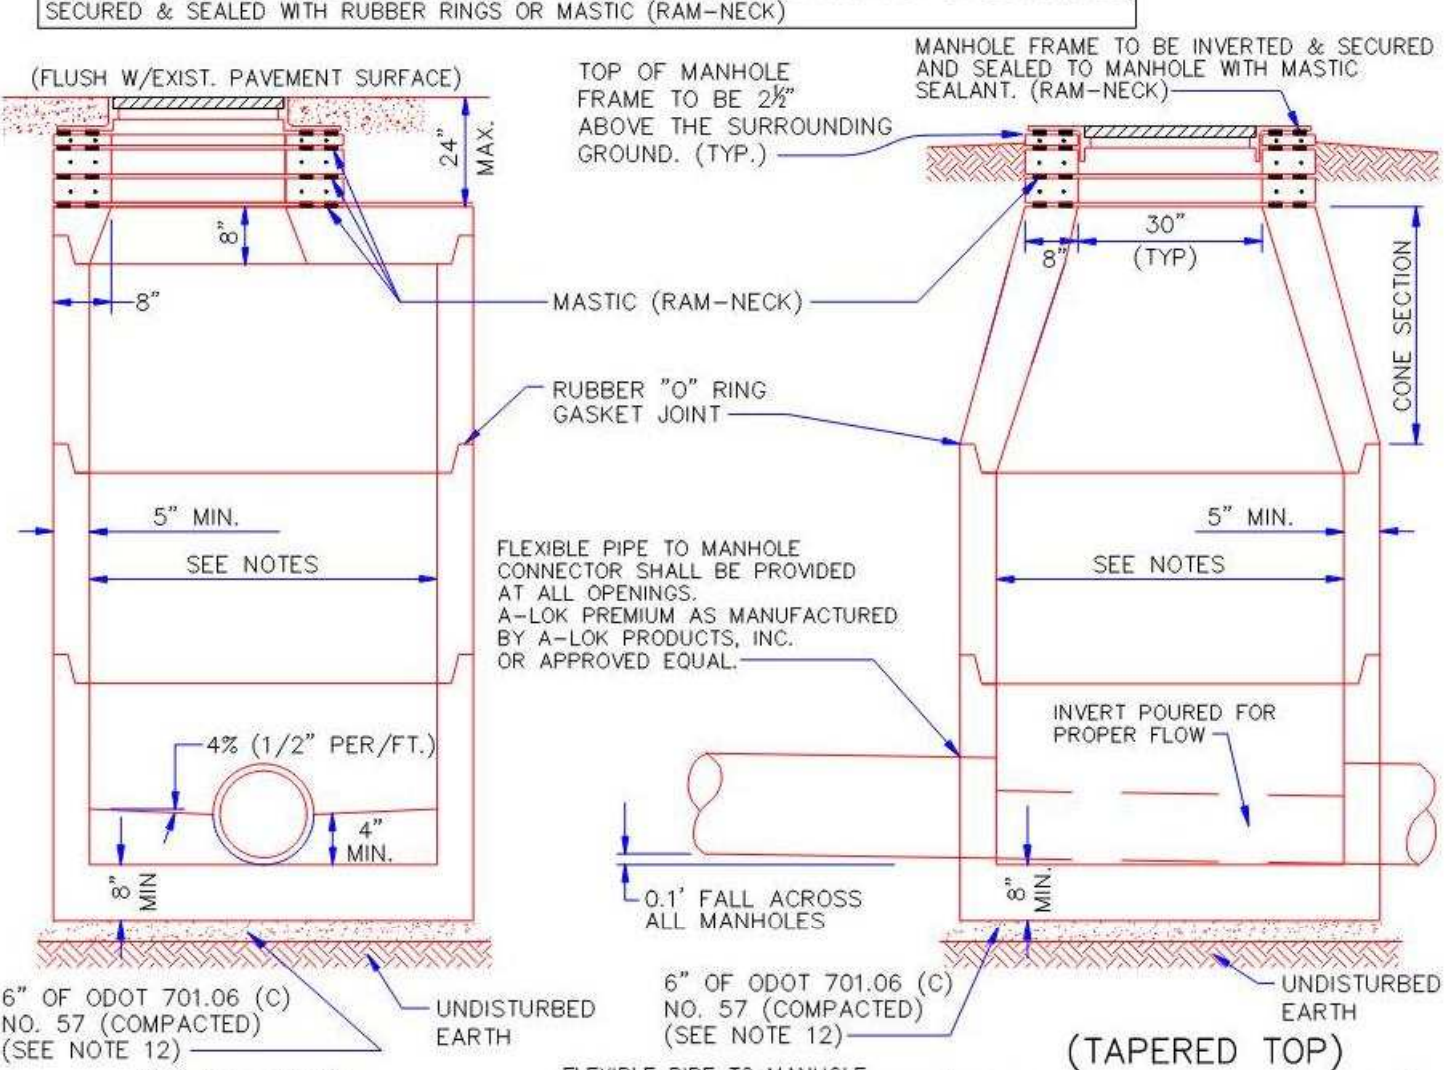 SECURED & SEALED WITH RUBBER RINGS OR MASTIC (RAM-NECK)
(FLUSH W/EXIST. PAVEMENT SURFACE)
24"
MAX.
8"
8"
TOP OF MANHOLE
FRAME TO BE 2½"
ABOVE THE SURROUNDING
GROUND. (TYP.)
MANHOLE FRAME TO BE INVERTED & SECURED
AND SEALED TO MANHOLE WITH MASTIC
SEALANT. (RAM-NECK)
30"
(TYP)
8"
CONE SECTION
MASTIC (RAM-NECK)
RUBBER "O" RING
GASKET JOINT
5" MIN.
SEE NOTES
5" MIN.
SEE NOTES
FLEXIBLE PIPE TO MANHOLE
CONNECTOR SHALL BE PROVIDED
AT ALL OPENINGS.
A-LOK PREMIUM AS MANUFACTURED
BY A-LOK PRODUCTS, INC.
OR APPROVED EQUAL.
4% (1/2" PER/FT.)
4"
MIN.
8"
MIN
INVERT POURED FOR
PROPER FLOW
0.1' FALL ACROSS
ALL MANHOLES
8"
MIN.
6" OF ODOT 701.06 (C)
NO. 57 (COMPACTED)
(SEE NOTE 12)
UNDISTURBED
EARTH
6" OF ODOT 701.06 (C)
NO. 57 (COMPACTED)
(SEE NOTE 12)
UNDISTURBED
EARTH
(TAPERED TOP)
FLEXIBLE PIPE TO MANHOLE